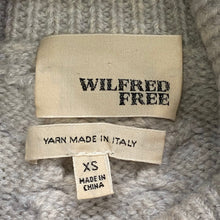 WILFRED
FREE
YARN MADE IN ITALY
XS
MADE IN
CHINA